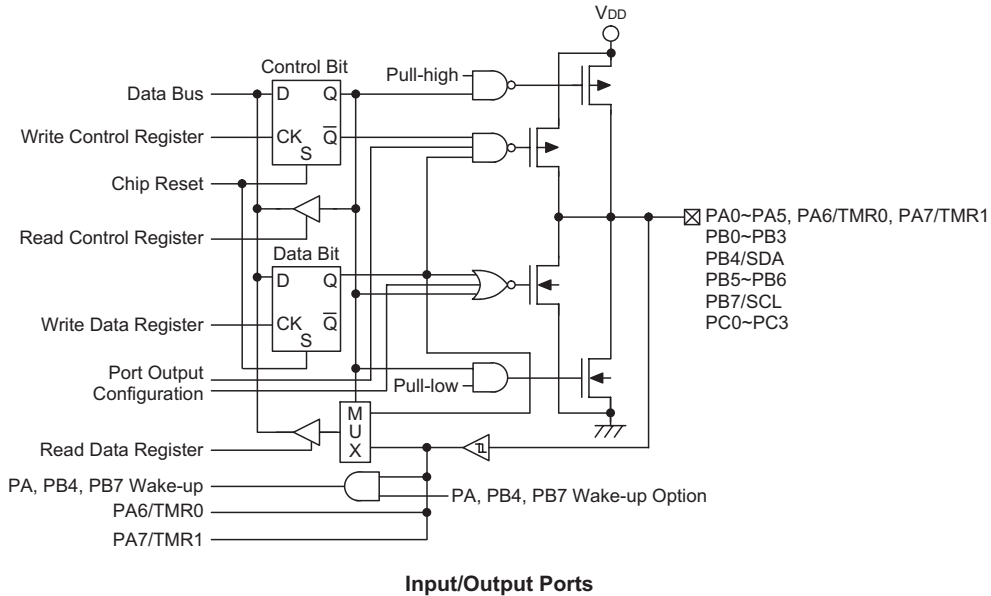 VDD
Control Bit
Pull-high
Data Bus
D
Q
Write Control Register
CK
Q
S
Chip Reset
PA0~PA5, PA6/TMR0, PA7/TMR1
PB0~PB3
PB4/SDA
PB5~PB6
PB7/SCL
PC0~PC3
Read Control Register
Data Bit
D
Q
Write Data Register
CK
Q
S
Port Output
Configuration
Pull-low
M
U
X
Read Data Register
PA, PB4, PB7 Wake-up
PA, PB4, PB7 Wake-up Option
PA6/TMR0
PA7/TMR1
Input/Output Ports